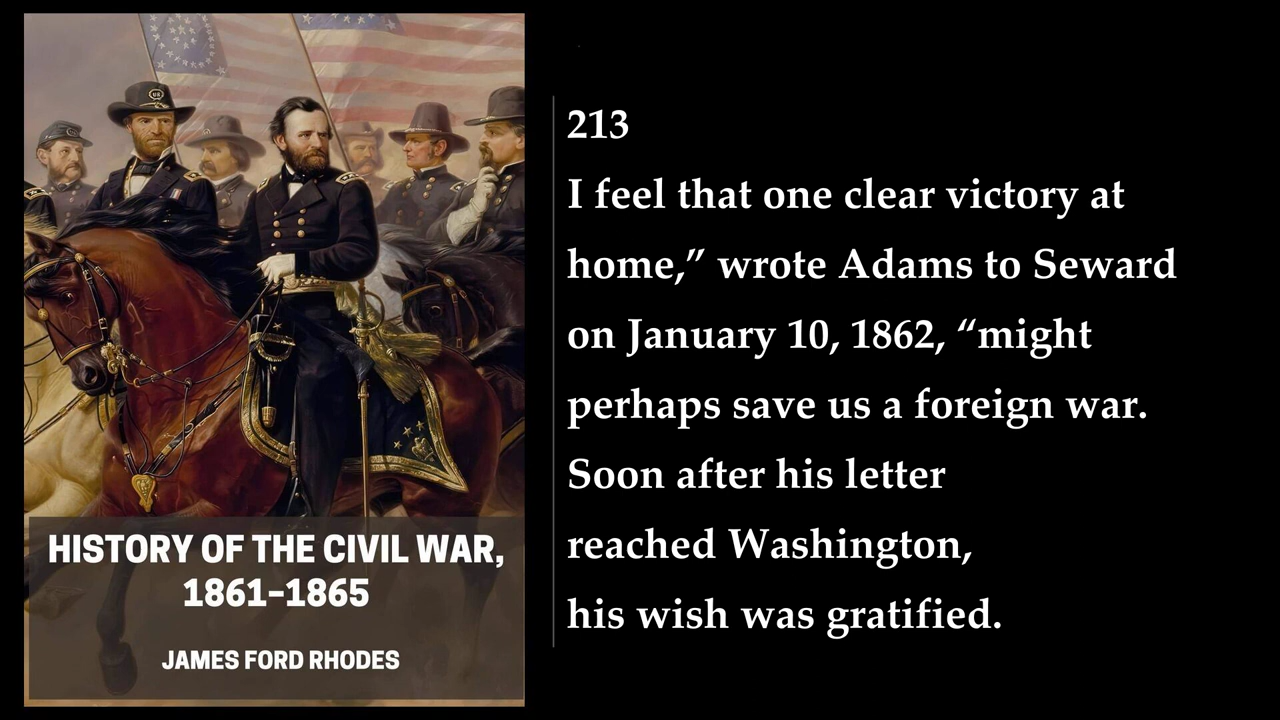 HISTORY OF THE CIVIL WAR,
1861–1865
JAMES FORD RHODES
213
I feel that one clear victory at
home,” wrote Adams to Seward
on January 10, 1862, “might
perhaps save us a foreign war.
Soon after his letter
reached Washington,
his wish was gratified.